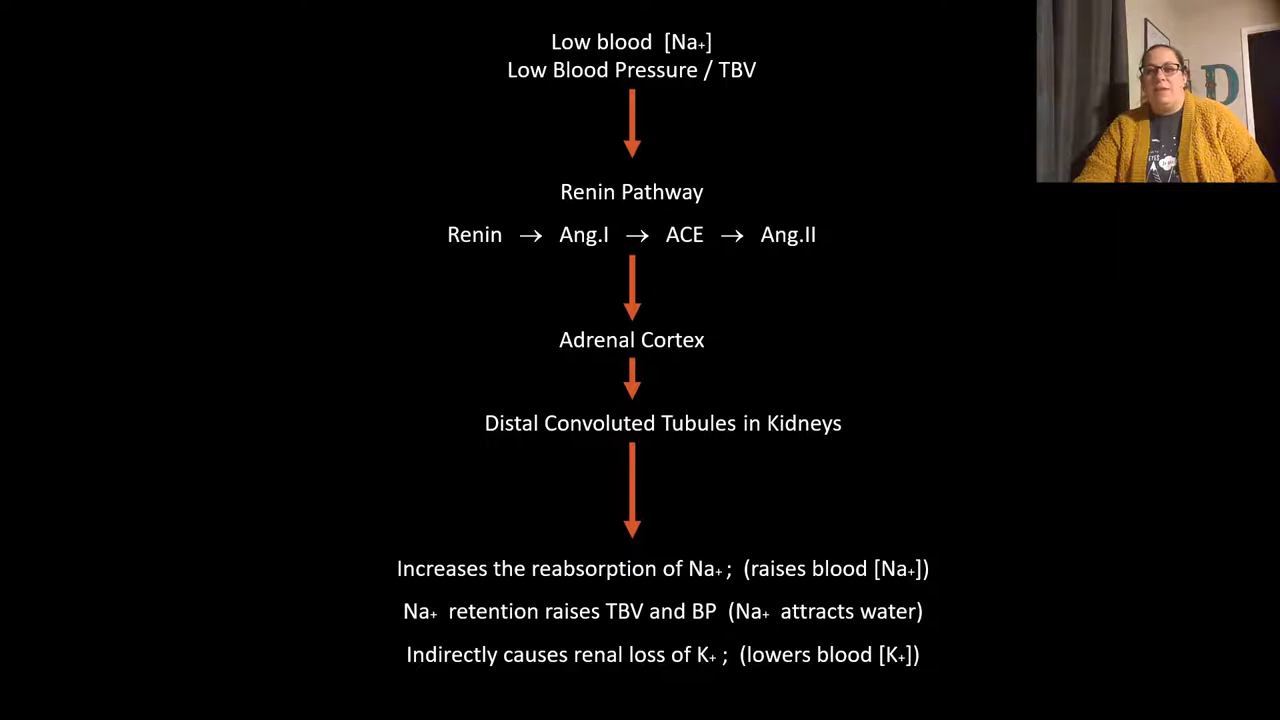 Low blood [Na+]
Low Blood Pressure / TBV
Renin Pathway
Renin → Ang.I → ACE → Ang.II
Adrenal Cortex
Distal Convoluted Tubules in Kidneys
Increases the reabsorption of Na+ ; (raises blood [Na+])
Na+ retention raises TBV and BP (Na+ attracts water)
Indirectly causes renal loss of K+ ; (lowers blood [K+])
D